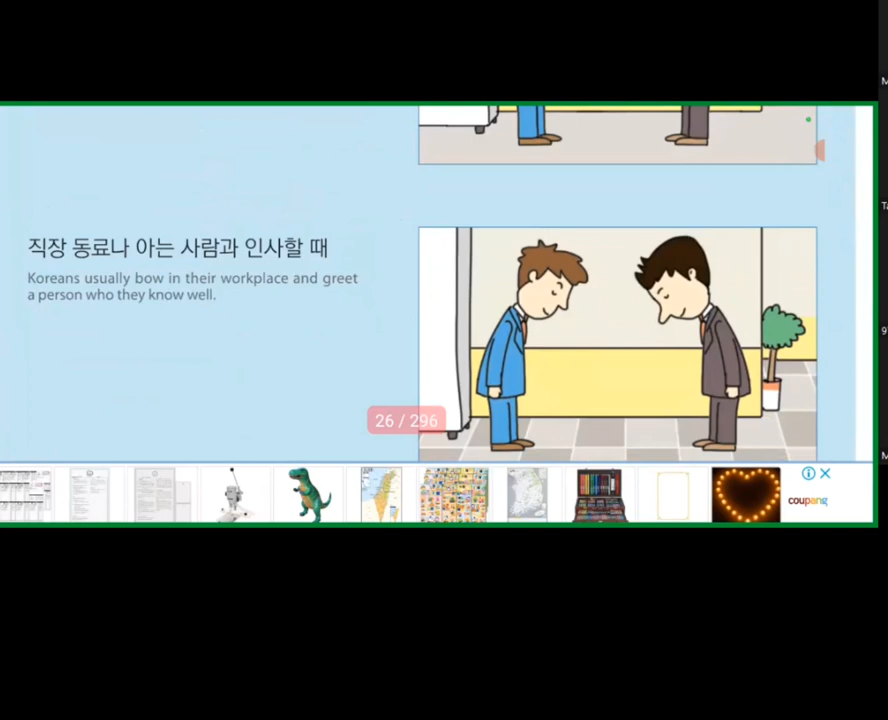 직장 동료나 아는 사람과 인사할 때
Koreans usually bow in their workplace and greet
a person who they know well.
26 / 296
coupang